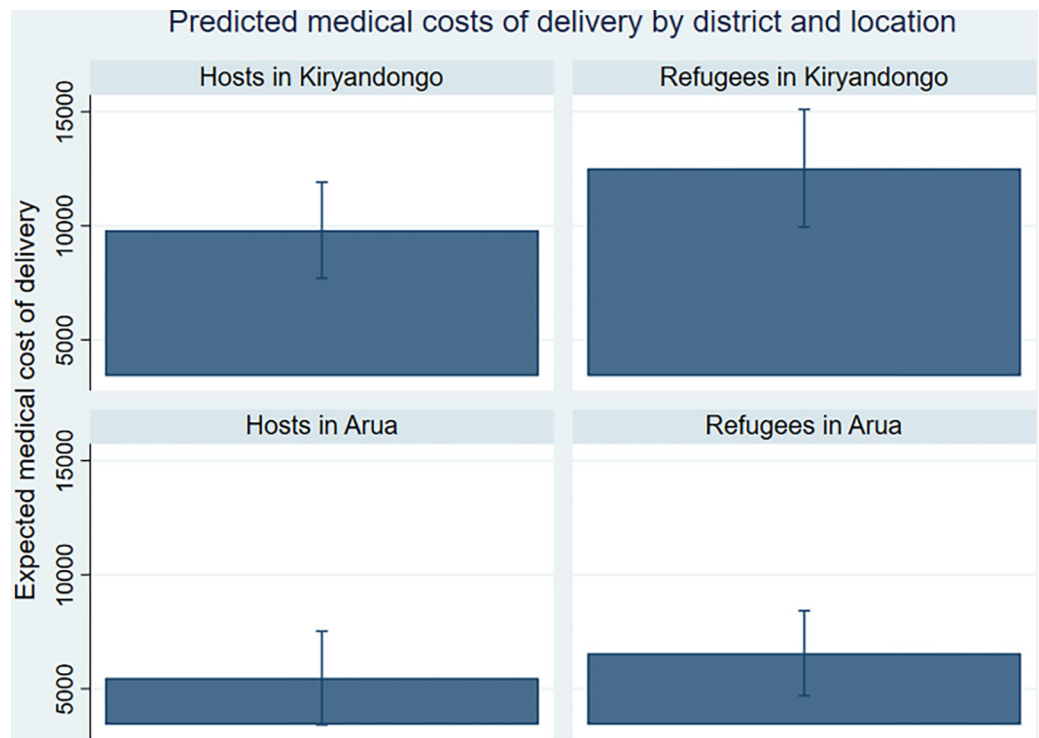 Predicted medical costs of delivery by district and location
Expected medical cost of delivery
Hosts in Kiryandongo
Refugees in Kiryandongo
15000
10000
5000
Hosts in Arua
Refugees in Arua
15000
10000
5000